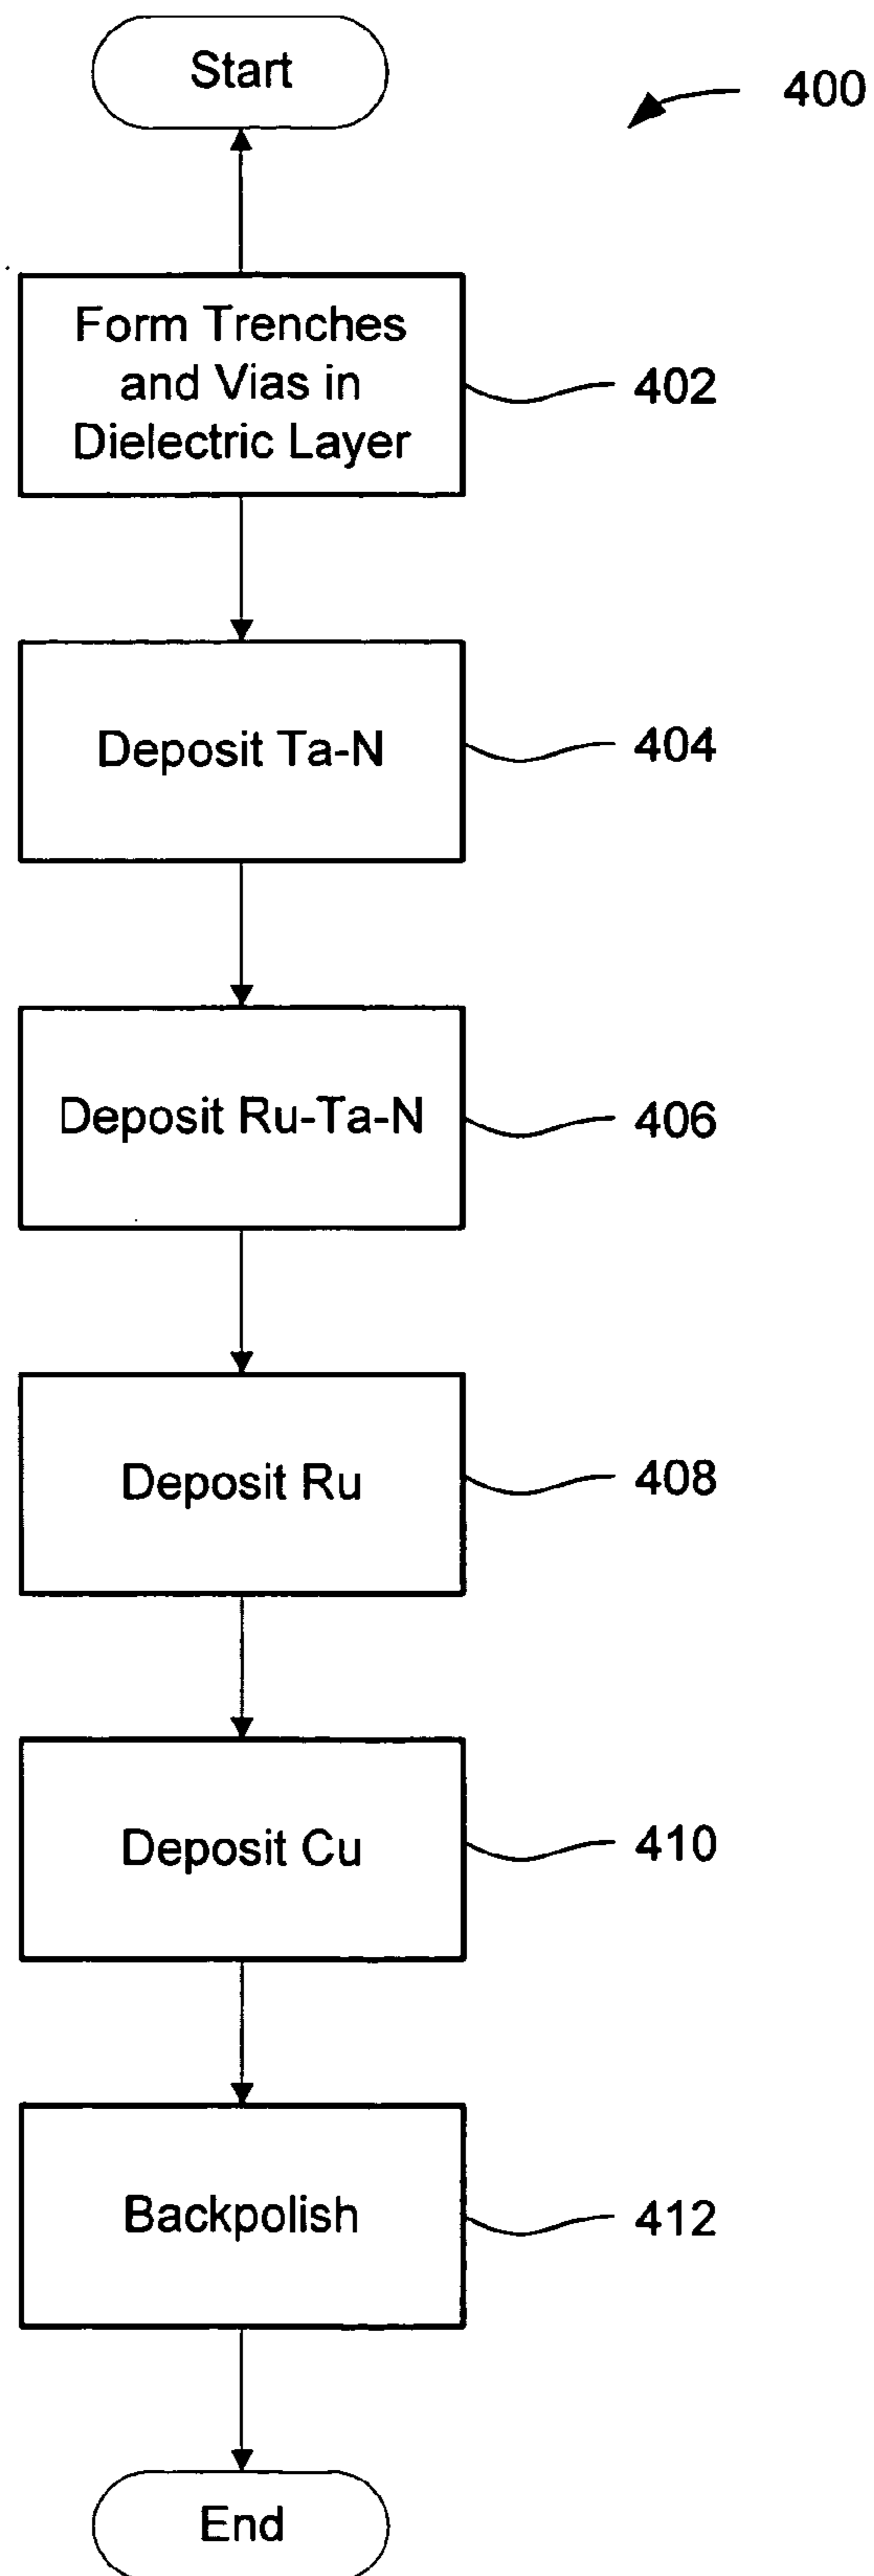 Start
400
Form Trenches
and Vias in
Dielectric Layer
402
Deposit Ta-N
404
Deposit Ru-Ta-N
406
Deposit Ru
408
Deposit Cu
410
Backpolish
412
End